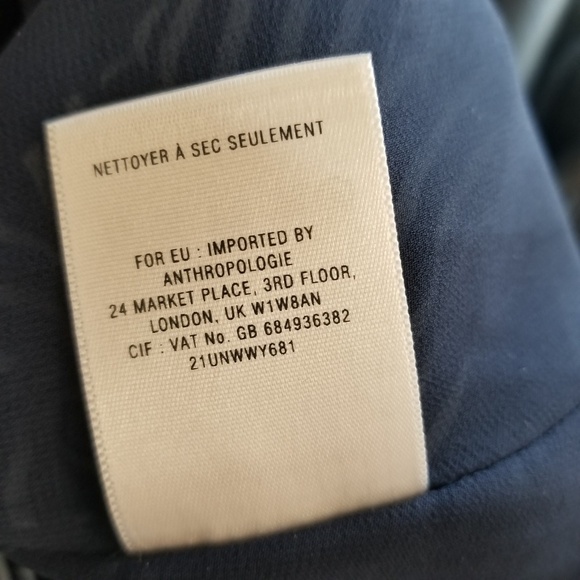 NETTOYER À SEC SEULEMENT
FOR EU : IMPORTED BY
ANTHROPOLOGIE
24 MARKET PLACE, 3RD FLOOR,
LONDON, UK W1W8AN
CIF : VAT No. GB 684936382
21UNWWY681